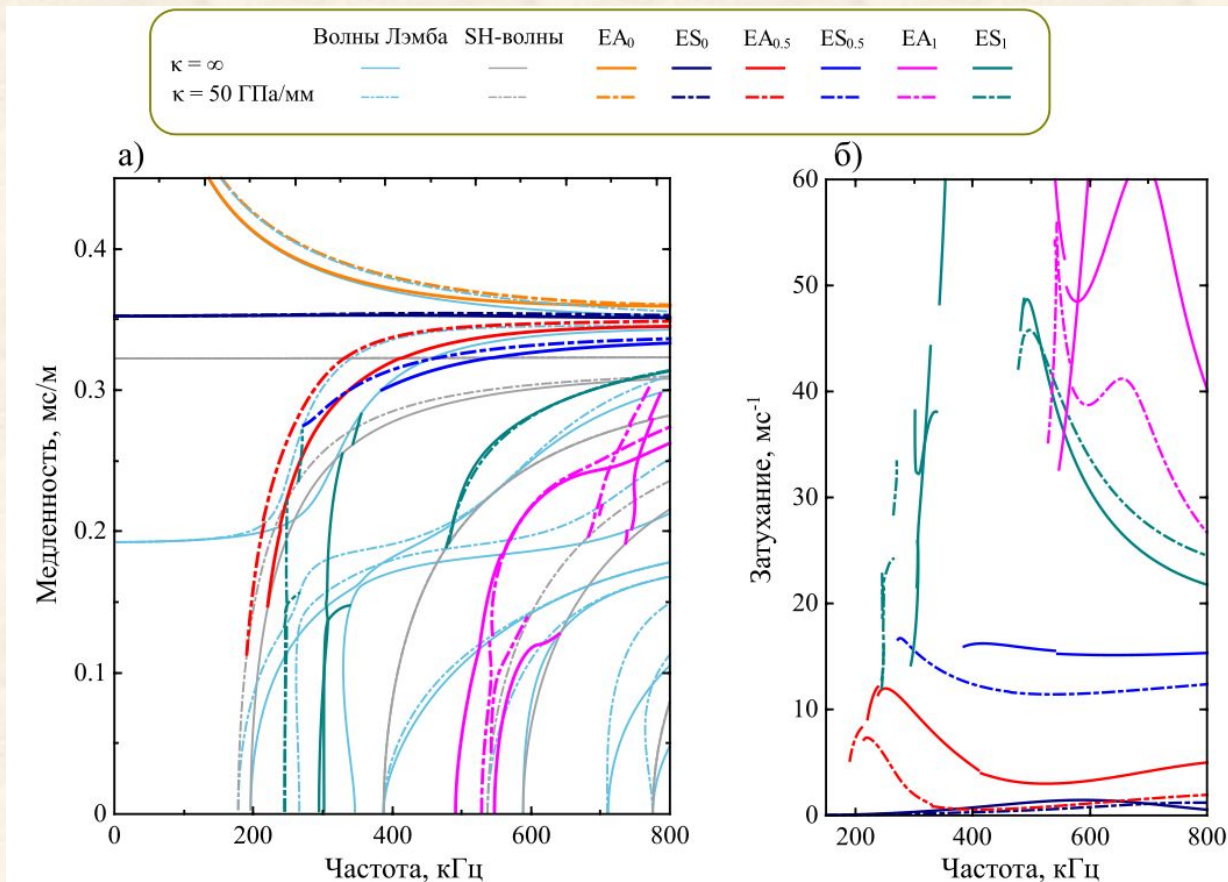 Волны Лэмба SH-волны EA₀ ES₀ EA₀.₅ ES₀.₅ EA₁ ES₁
κ = ∞
κ = 50 ГПа/мм
а) б)
Медленность, мс/м
0.4
0.3
0.2
0.1
0
0 200 400 600 800
Частота, кГц
Затухание, мс⁻¹
60
50
40
30
20
10
0
200 400 600 800
Частота, кГц